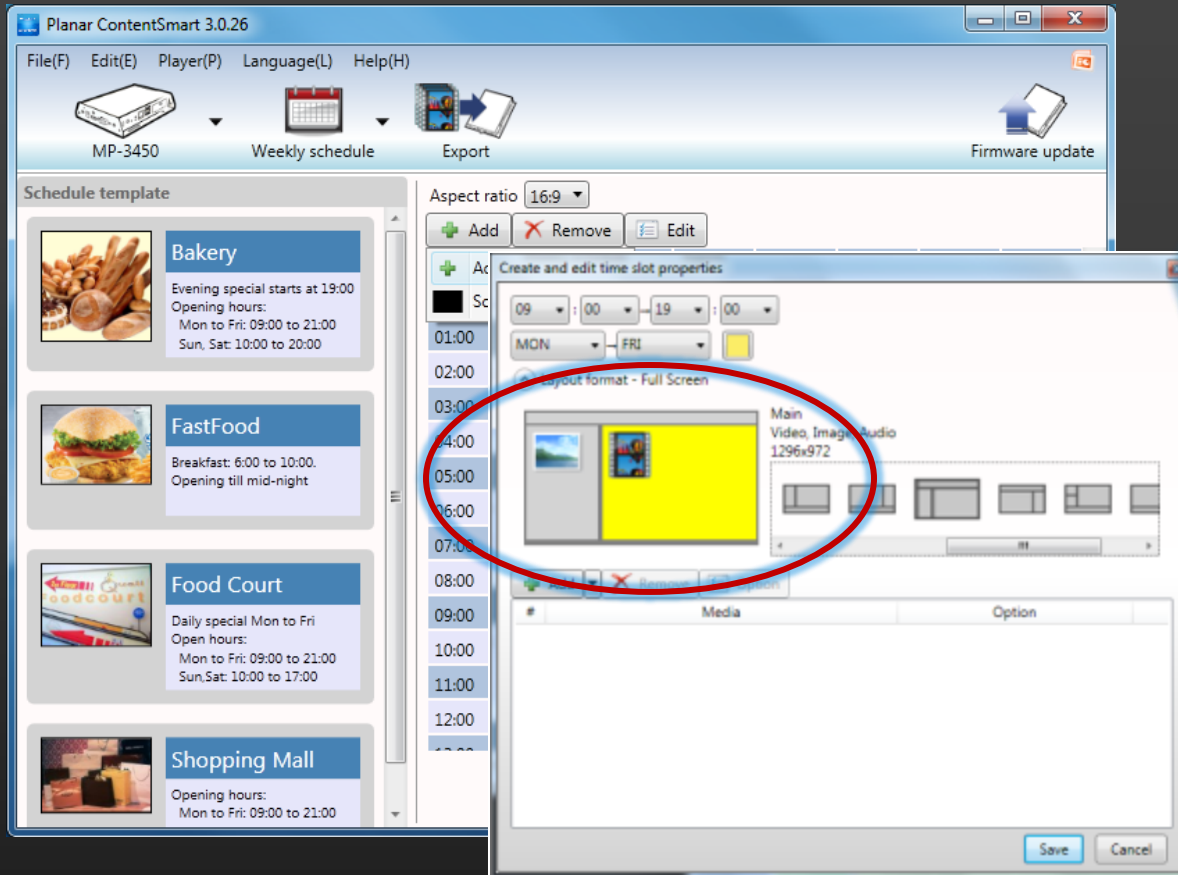 Planar ContentSmart 3.0.26
File(F) Edit(E) Player(P) Language(L) Help(H)
MP-3450 Weekly schedule Export Firmware update
Schedule template
Bakery
Evening special starts at 19:00
Opening hours:
Mon to Fri: 09:00 to 21:00
Sun, Sat: 10:00 to 20:00
FastFood
Breakfast: 6:00 to 10:00.
Opening till mid-night
Food Court
Daily special Mon to Fri
Open hours:
Mon to Fri: 09:00 to 21:00
Sun,Sat: 10:00 to 17:00
Shopping Mall
Opening hours:
Mon to Fri: 09:00 to 21:00
Aspect ratio 16:9
Add Remove Edit
01:00
02:00
03:00
04:00
05:00
06:00
07:00
08:00
09:00
10:00
11:00
12:00
Create and edit time slot properties
09 : 00 - 19 : 00
MON - FRI
Layout format - Full Screen
Main
Video, Image, Audio
1296x972
Add Remove Option
# Media Option
Save Cancel